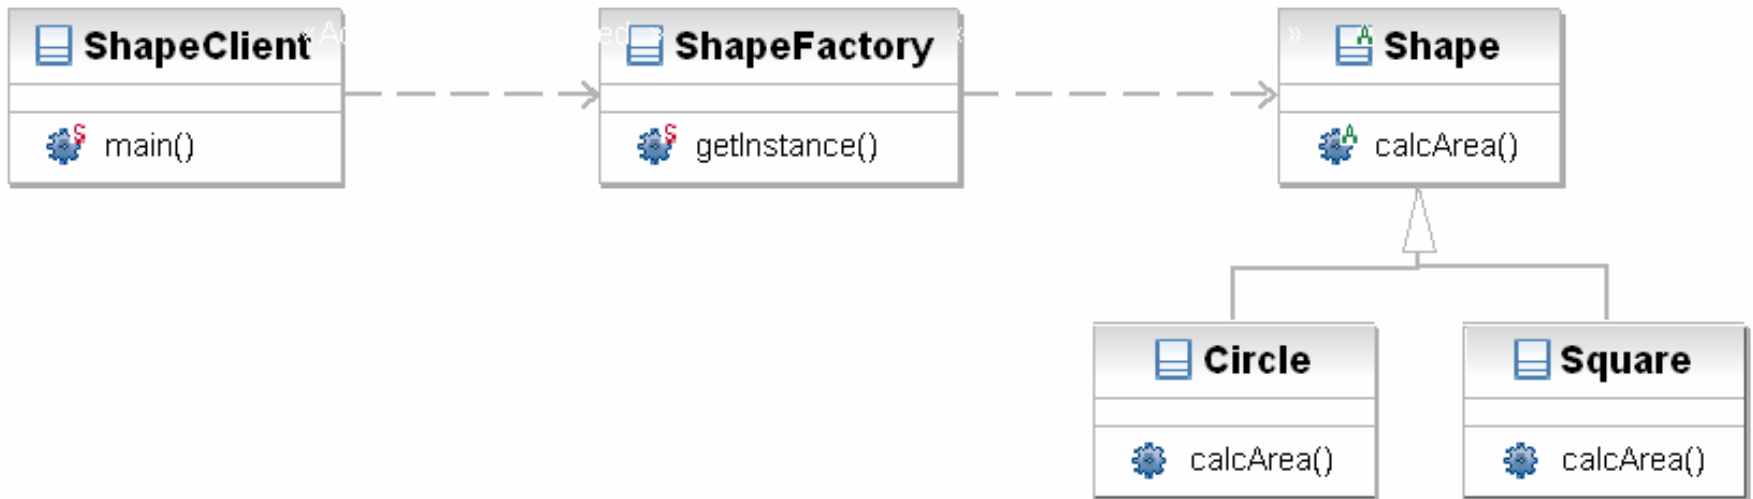 ShapeClient
main()
ShapeFactory
getInstance()
Shape
calcArea()
Circle
calcArea()
Square
calcArea()